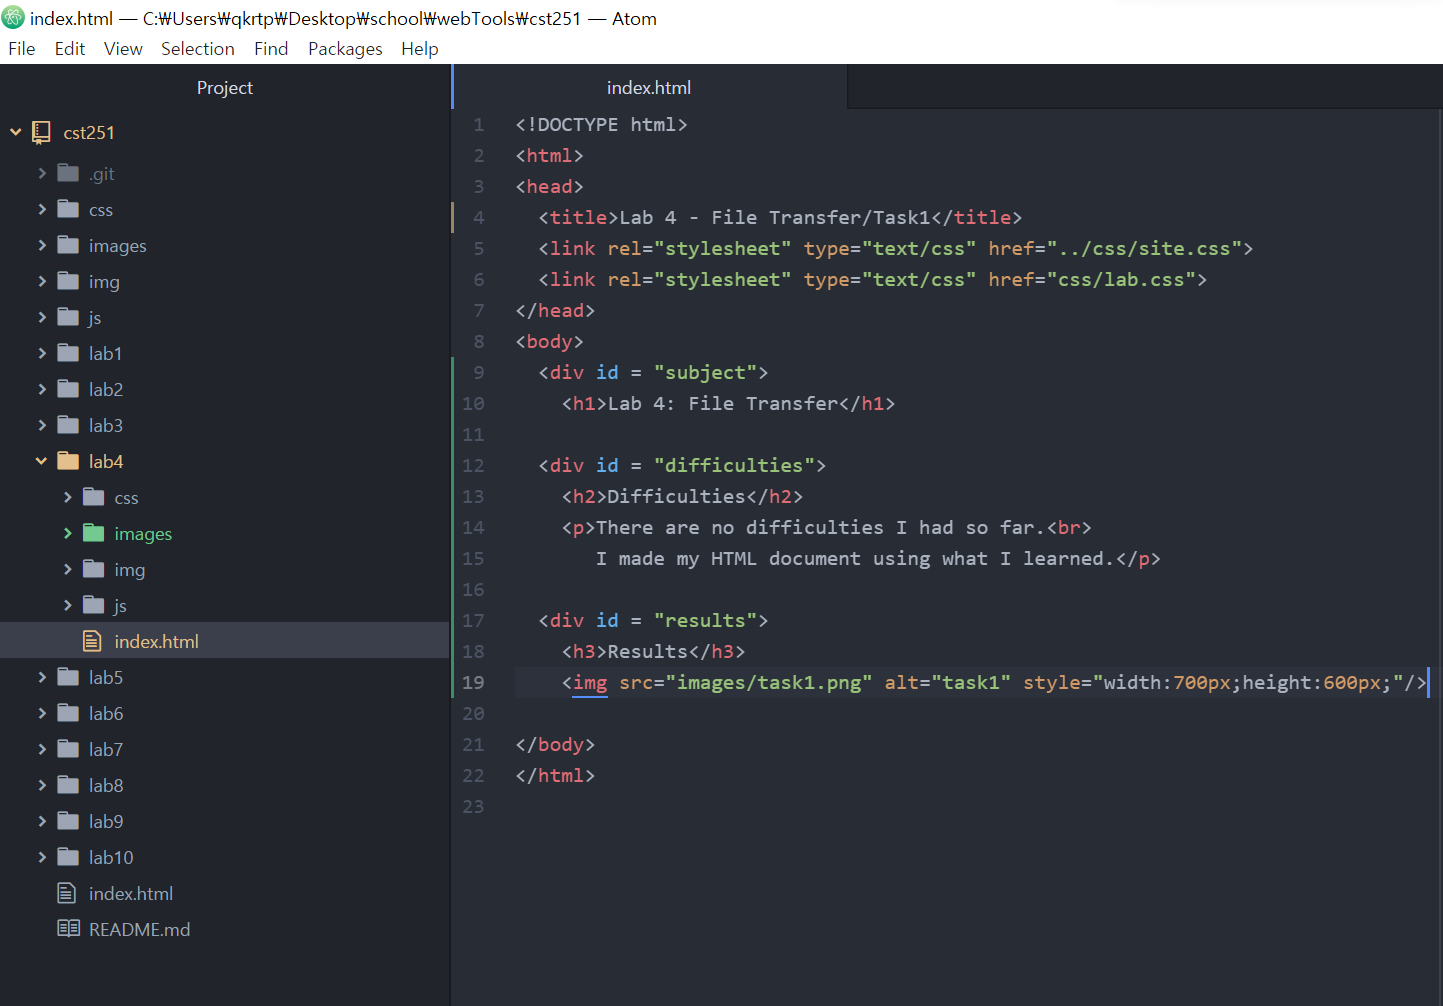 index.html — C:₩Users₩qkrtp₩Desktop₩school₩webTools₩cst251 — Atom
File Edit View Selection Find Packages Help
Project
cst251
.git
css
images
img
js
lab1
lab2
lab3
lab4
css
images
img
js
index.html
lab5
lab6
lab7
lab8
lab9
lab10
index.html
README.md
index.html
1 <!DOCTYPE html>
2 <html>
3 <head>
4   <title>Lab 4 - File Transfer/Task1</title>
5   <link rel="stylesheet" type="text/css" href="../css/site.css">
6   <link rel="stylesheet" type="text/css" href="css/lab.css">
7 </head>
8 <body>
9   <div id = "subject">
10     <h1>Lab 4: File Transfer</h1>
11
12   <div id = "difficulties">
13     <h2>Difficulties</h2>
14     <p>There are no difficulties I had so far.<br>
15        I made my HTML document using what I learned.</p>
16
17   <div id = "results">
18     <h3>Results</h3>
19     <img src="images/task1.png" alt="task1" style="width:700px;height:600px;"/>
20
21 </body>
22 </html>
23